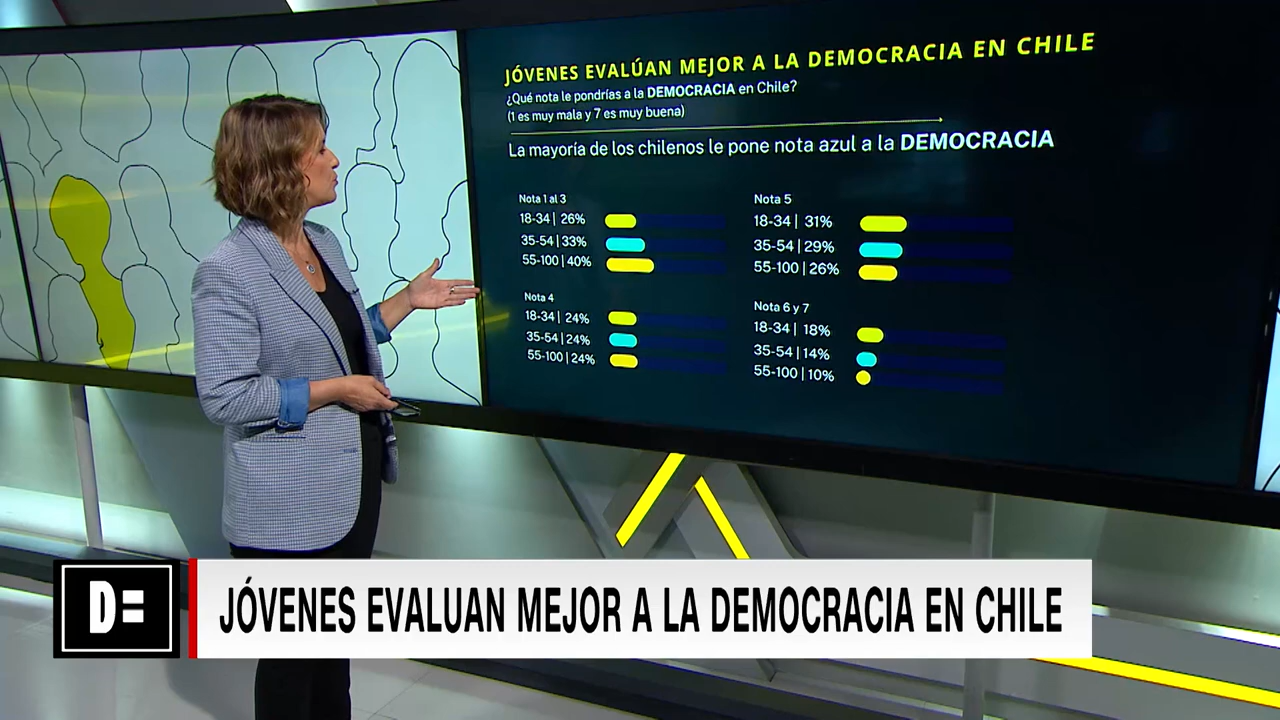 JÓVENES EVALÚAN MEJOR A LA DEMOCRACIA EN CHILE
¿Qué nota le pondrías a la DEMOCRACIA en Chile?
(1 es muy mala y 7 es muy buena)
La mayoría de los chilenos le pone nota azul a la DEMOCRACIA
Nota 1 al 3
18-34 | 26%
35-54 | 33%
55-100 | 40%
Nota 4
18-34 | 24%
35-54 | 24%
55-100 | 24%
Nota 5
18-34 | 31%
35-54 | 29%
55-100 | 26%
Nota 6 y 7
18-34 | 18%
35-54 | 14%
55-100 | 10%
D=
JÓVENES EVALUAN MEJOR A LA DEMOCRACIA EN CHILE